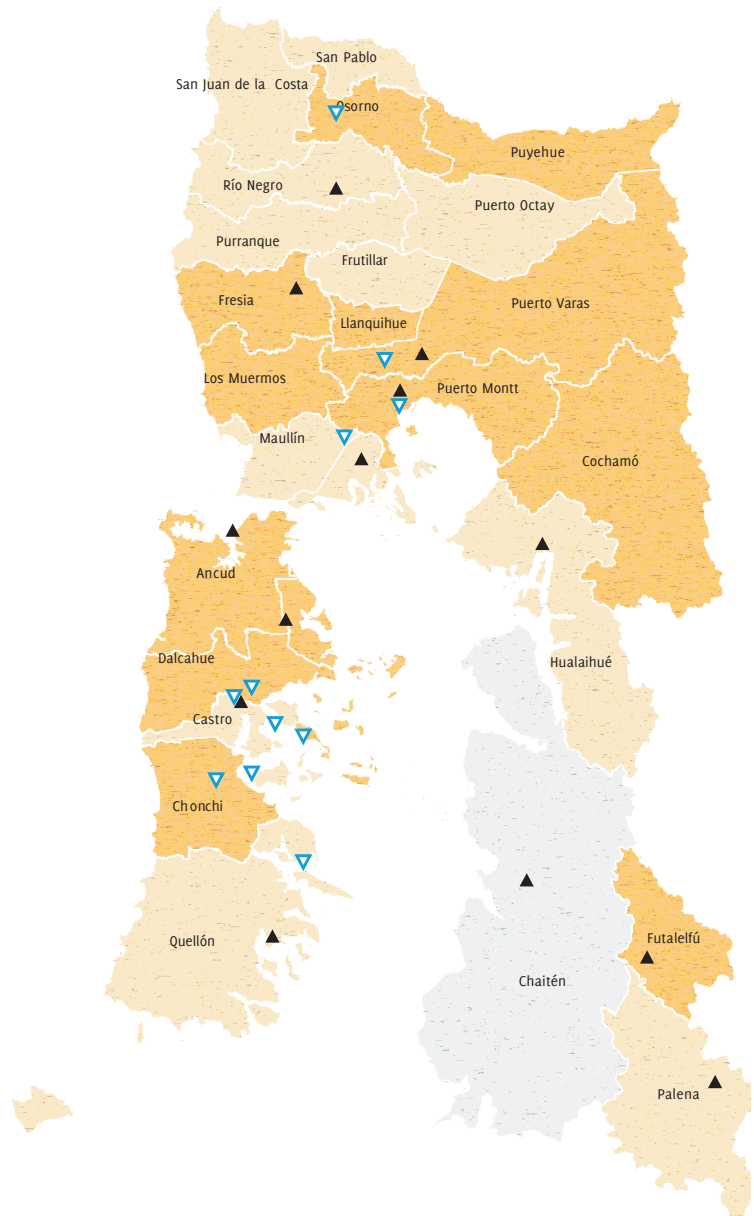 San Pablo
San Juan de la Costa
Osorno
Puyehue
Río Negro
Puerto Octay
Purranque
Frutillar
Fresia
Puerto Varas
Llanquihue
Los Muermos
Puerto Montt
Maullín
Cochamó
Ancud
Dalcahue
Hualaihué
Castro
Chonchi
Quellón
Futalelfú
Chaitén
Palena